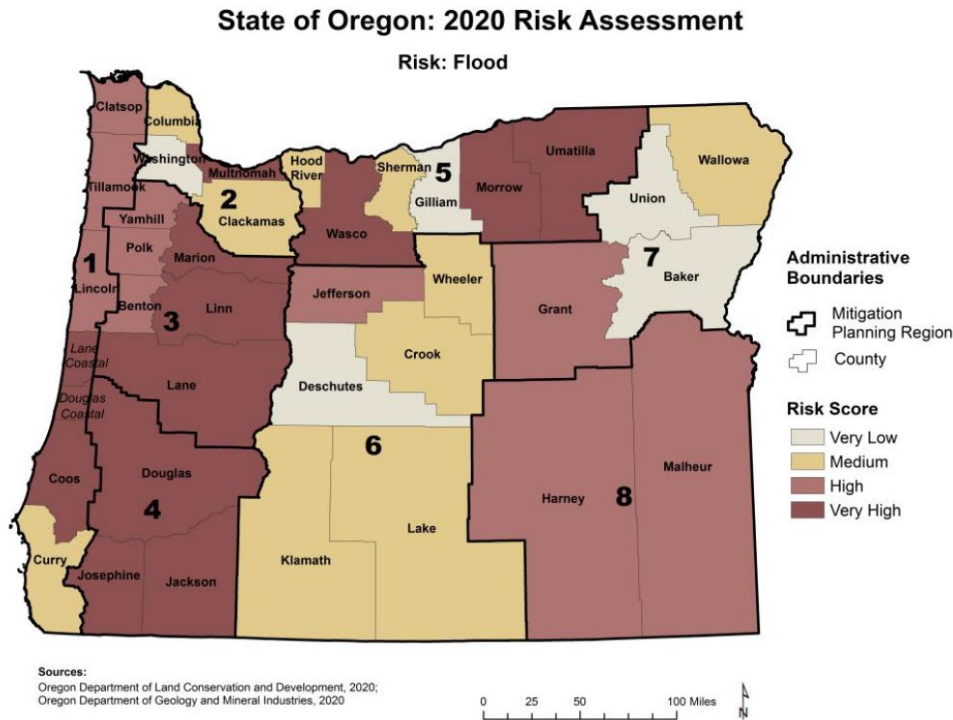 State of Oregon: 2020 Risk Assessment
Risk: Flood
Clatsop
Columbia
Washington
Tillamook
Multnomah
Hood
River
Sherman
5
Gilliam
Morrow
Umatilla
Wallowa
Union
2
Clackamas
Yamhill
Polk
Marion
Wasco
1
Lincoln
Benton
Linn
3
Jefferson
Wheeler
Grant
7
Baker
Lane
Coastal
Lane
Crook
Deschutes
Douglas
Coastal
Coos
Douglas
4
6
Harney
8
Malheur
Curry
Josephine
Jackson
Klamath
Lake
Administrative
Boundaries
Mitigation
Planning Region
County
Risk Score
Very Low
Medium
High
Very High
Sources:
Oregon Department of Land Conservation and Development, 2020;
Oregon Department of Geology and Mineral Industries, 2020
0 25 50 100 Miles
N